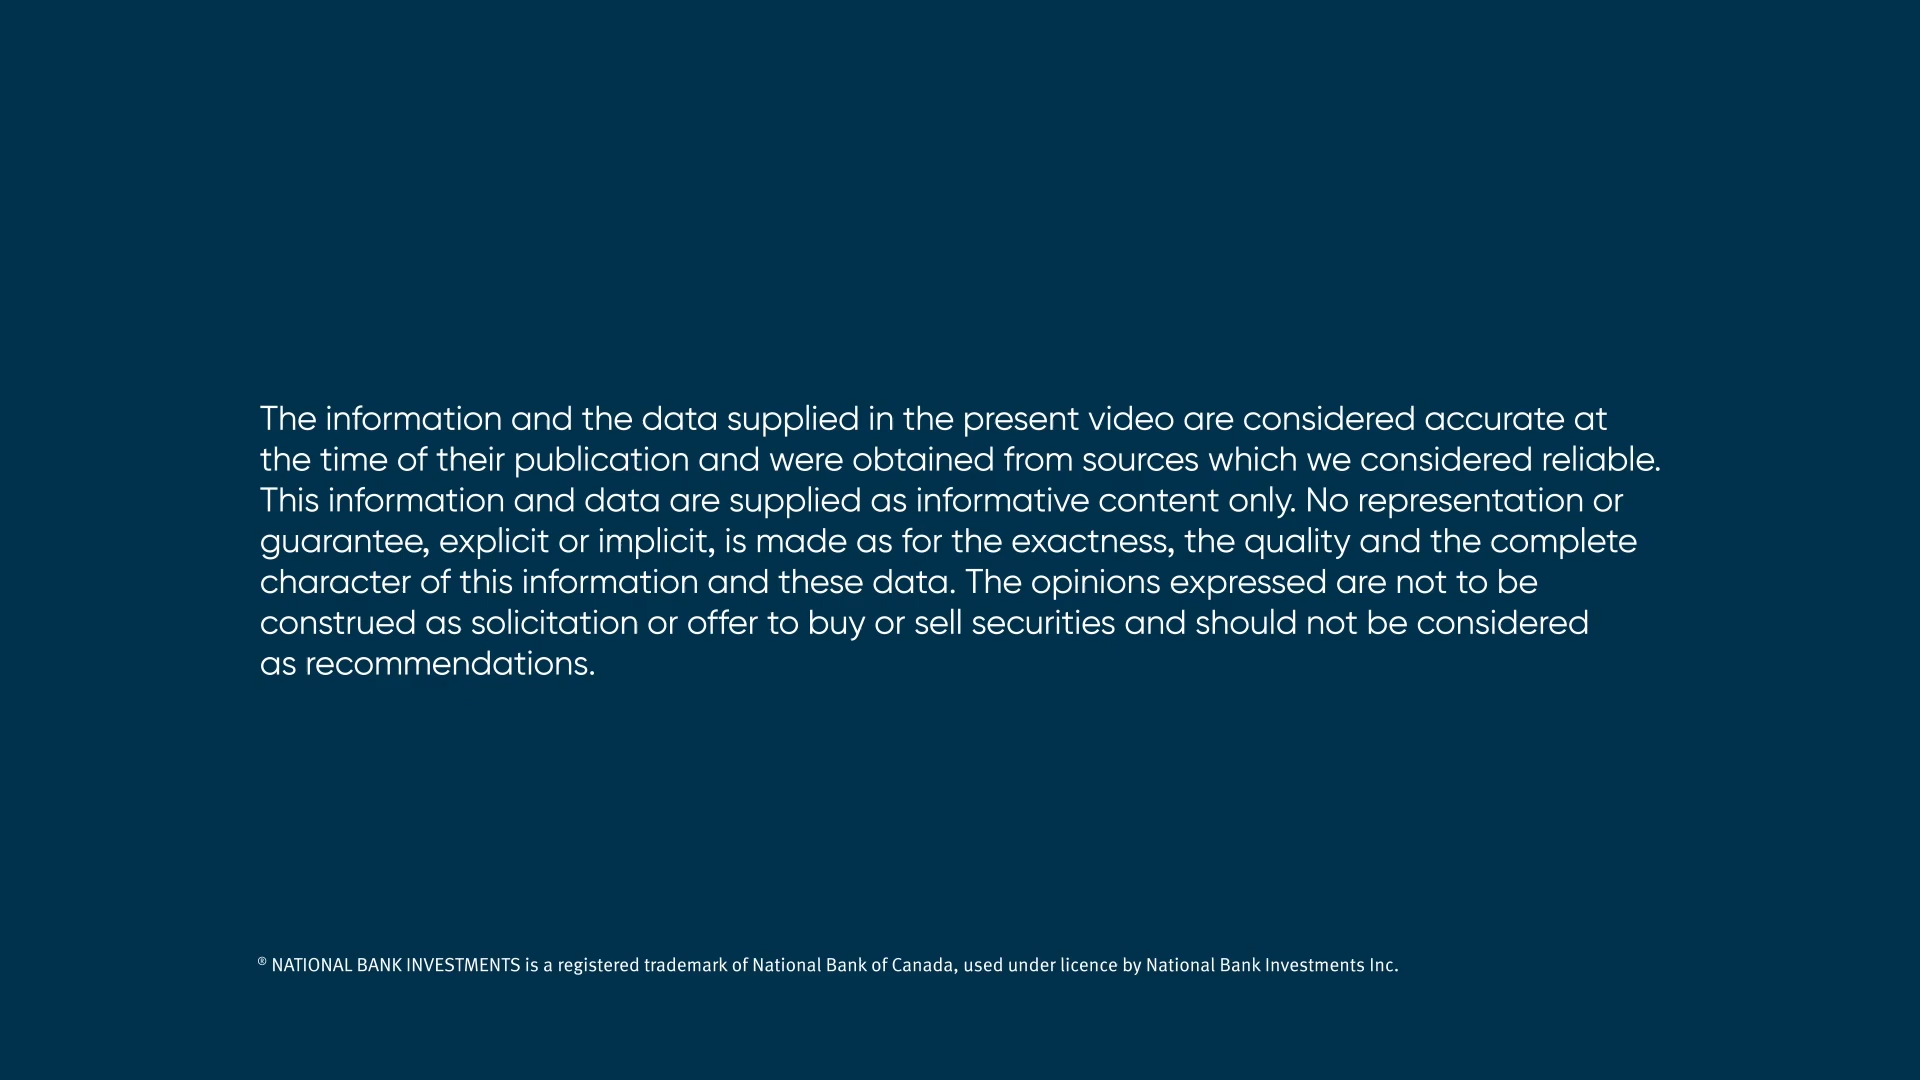 The information and the data supplied in the present video are considered accurate at
the time of their publication and were obtained from sources which we considered reliable.
This information and data are supplied as informative content only. No representation or
guarantee, explicit or implicit, is made as for the exactness, the quality and the complete
character of this information and these data. The opinions expressed are not to be
construed as solicitation or offer to buy or sell securities and should not be considered
as recommendations.
® NATIONAL BANK INVESTMENTS is a registered trademark of National Bank of Canada, used under licence by National Bank Investments Inc.